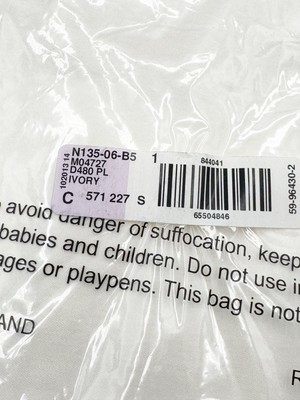 N135-06-B5
M04727
D480 PL
IVORY
102013 14
C 571 227 S
1
844041
65504846
59-96430-2
avoid danger of suffocation, keep
babies and children. Do not use in
ages or playpens. This bag is not
AND
R